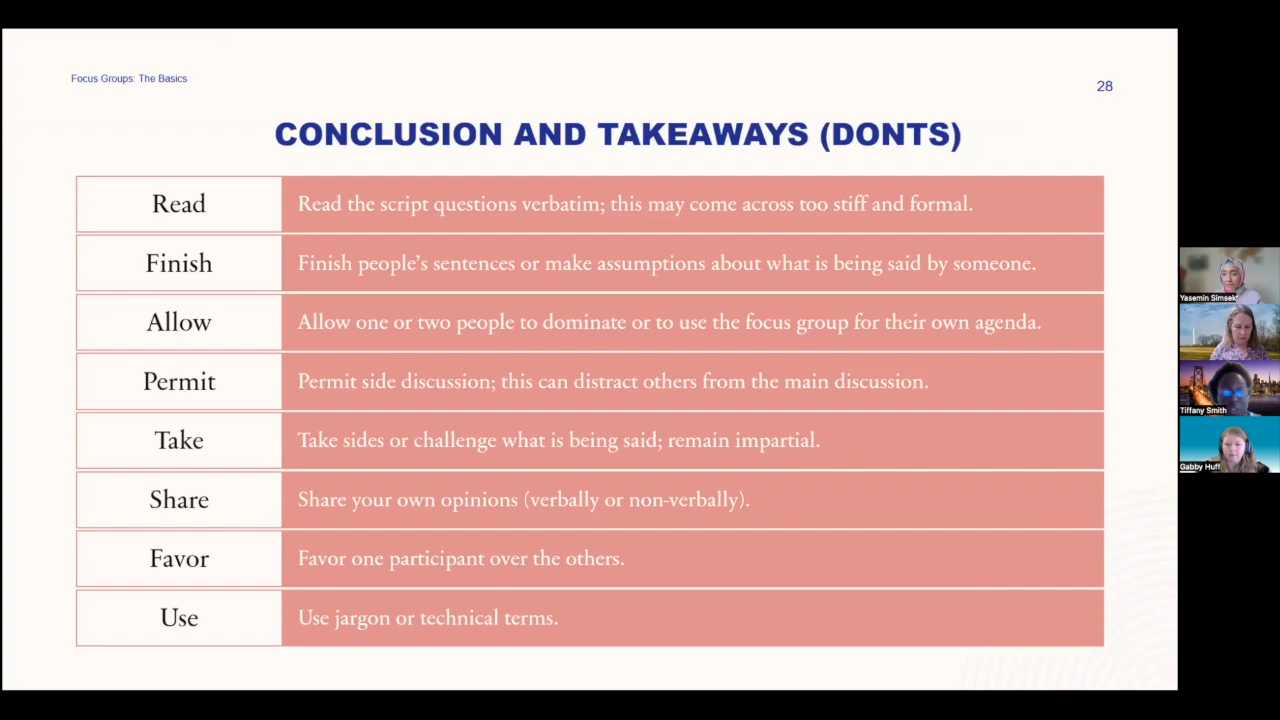 Focus Groups: The Basics
28
CONCLUSION AND TAKEAWAYS (DONTS)
Read
Read the script questions verbatim; this may come across too stiff and formal.
Finish
Finish people’s sentences or make assumptions about what is being said by someone.
Allow
Allow one or two people to dominate or to use the focus group for their own agenda.
Permit
Permit side discussion; this can distract others from the main discussion.
Take
Take sides or challenge what is being said; remain impartial.
Share
Share your own opinions (verbally or non-verbally).
Favor
Favor one participant over the others.
Use
Use jargon or technical terms.
Yasemin Simsek
Tiffany Smith
Gabby Huff